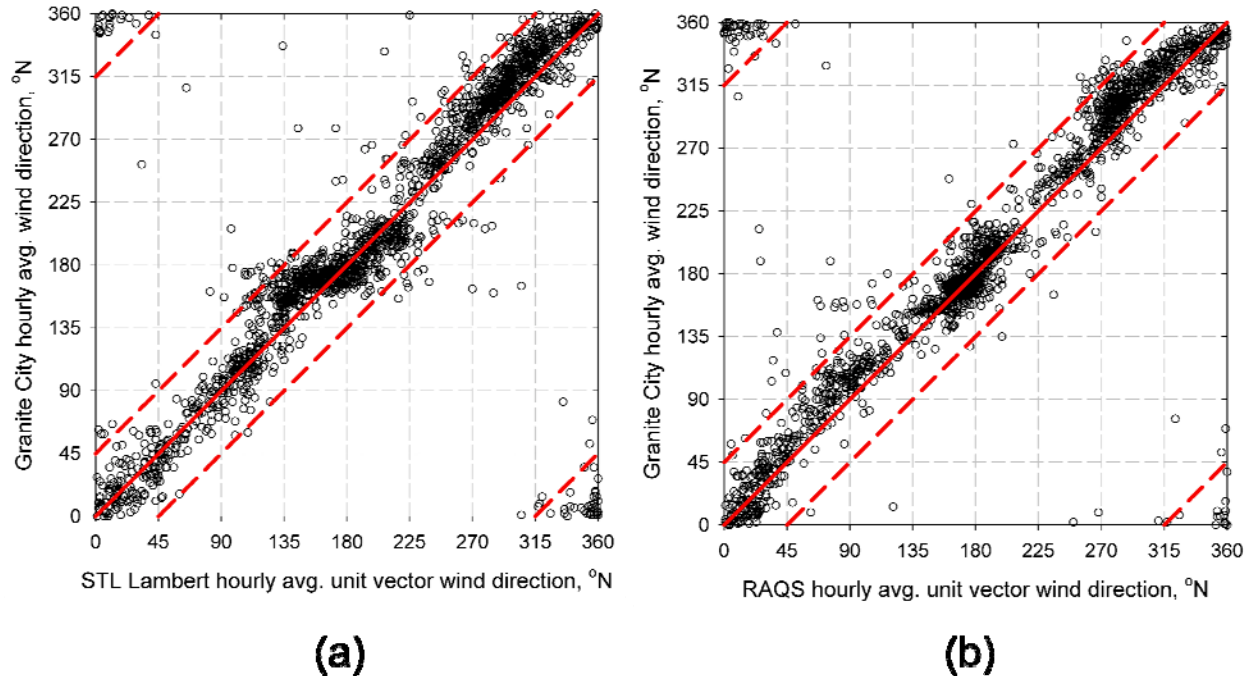 Granite City hourly avg. wind direction, °N
360
315
270
225
180
135
90
45
0
0 45 90 135 180 225 270 315 360
STL Lambert hourly avg. unit vector wind direction, °N
(a)
Granite City hourly avg. wind direction, °N
360
315
270
225
180
135
90
45
0
0 45 90 135 180 225 270 315 360
RAQS hourly avg. unit vector wind direction, °N
(b)